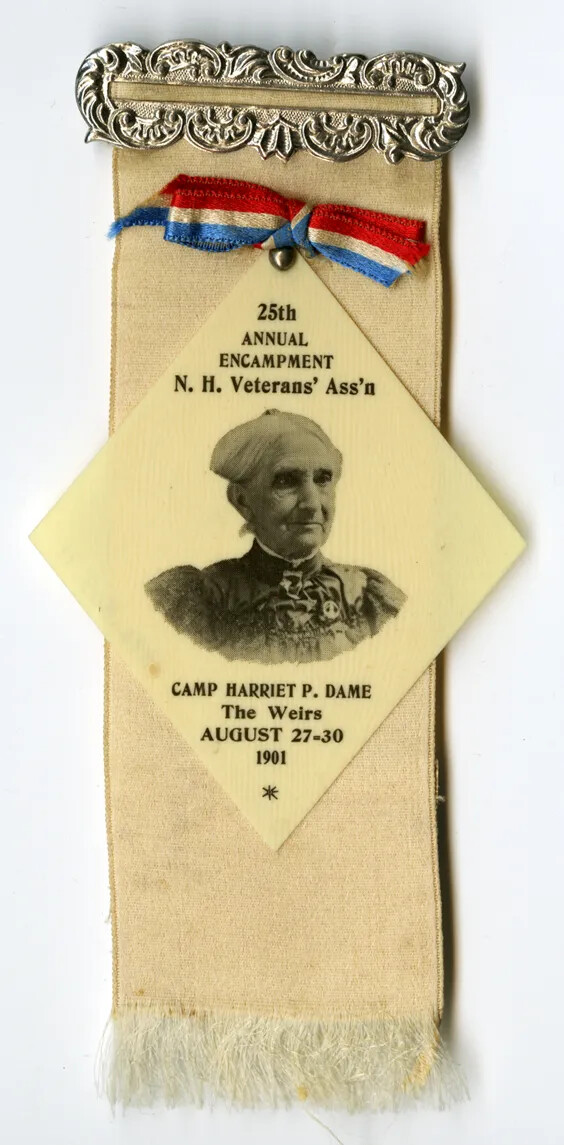 25th
ANNUAL
ENCAMPMENT
N. H. Veterans' Ass'n
CAMP HARRIET P. DAME
The Weirs
AUGUST 27-30
1901